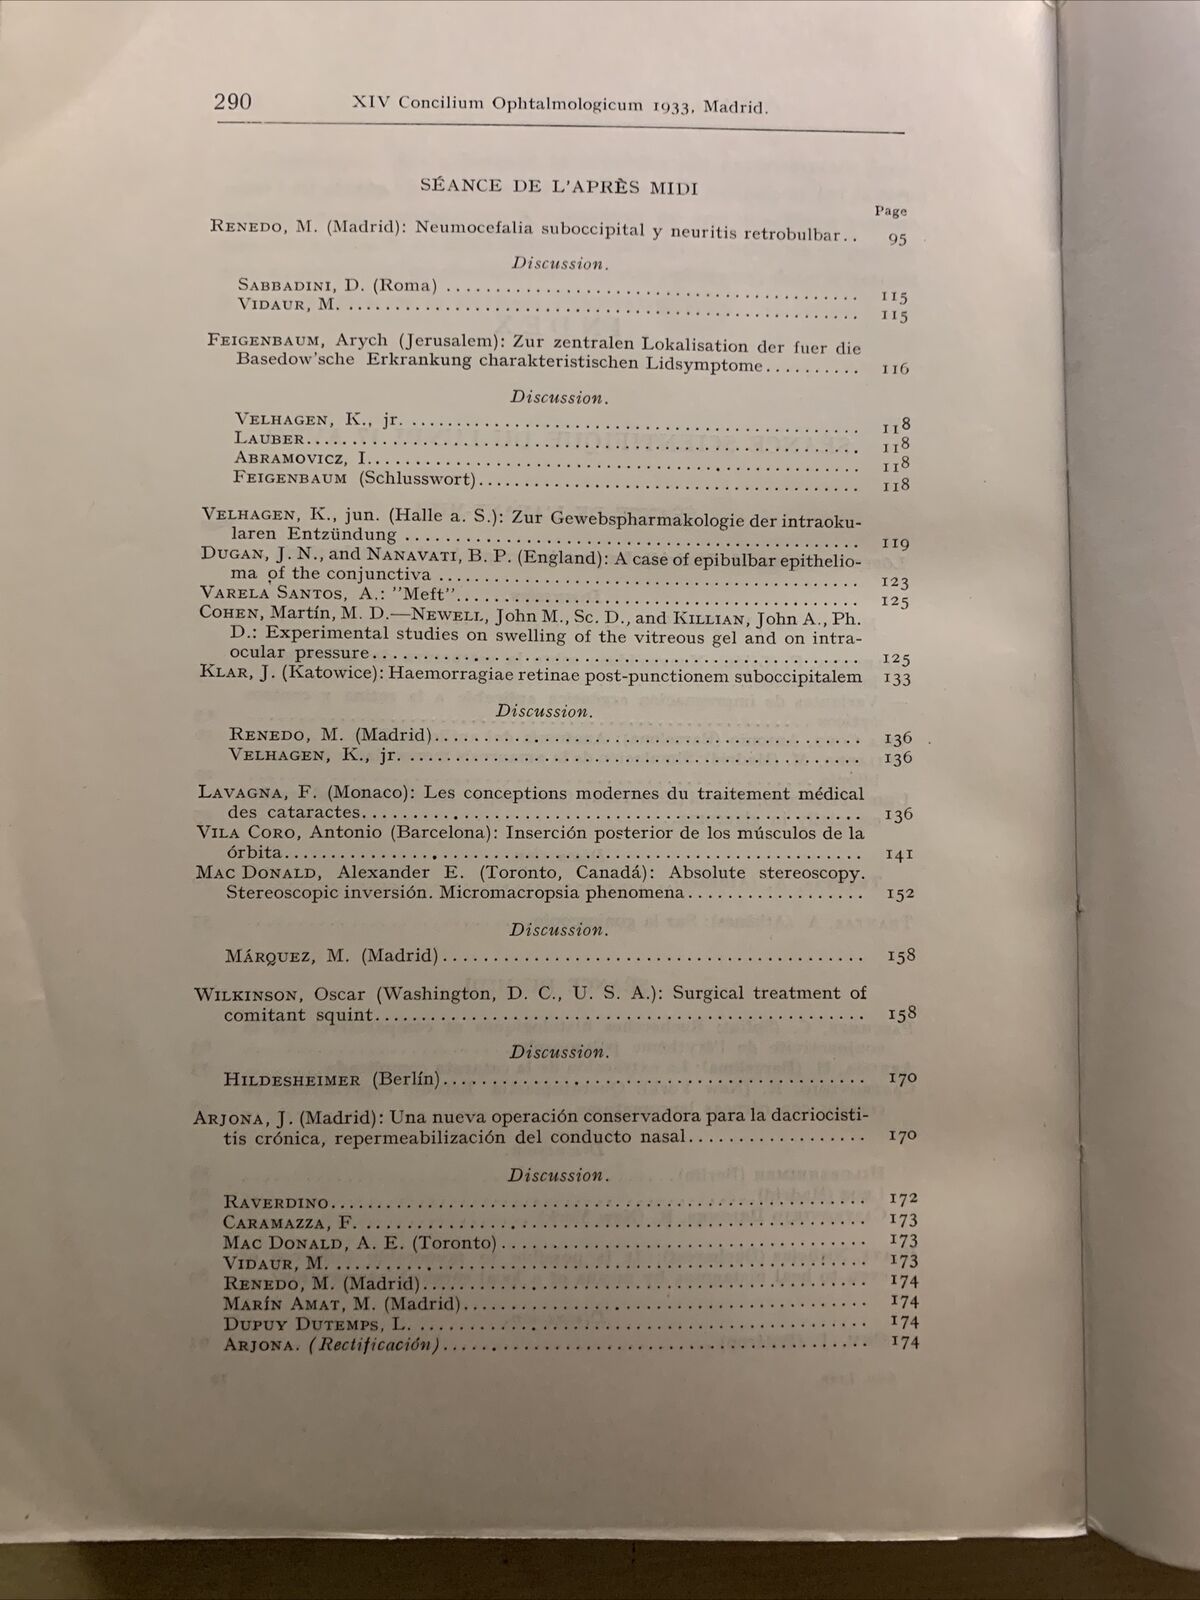 290 XIV Concilium Ophtalmologicum 1933, Madrid.
SÉANCE DE L'APRÈS MIDI
Page
RENEDO, M. (Madrid): Neumocefalia suboccipital y neuritis retrobulbar.. 95
Discussion.
SABBADINI, D. (Roma) ........ 115
VIDAUR, M. ........ 115
FEIGENBAUM, Arych (Jerusalem): Zur zentralen Lokalisation der fuer die
Basedow'sche Erkrankung charakteristischen Lidsymptome.......... 116
Discussion.
VELHAGEN, K., jr. ........ 118
LAUBER........ 118
ABRAMOVICZ, I........ 118
FEIGENBAUM (Schlusswort)........ 118
VELHAGEN, K., jun. (Halle a. S.): Zur Gewebspharmakologie der intraoku-
laren Entzündung ........ 119
DUGAN, J. N., and NANAVATI, B. P. (England): A case of epibulbar epithelio-
ma of the conjunctiva ........ 123
VARELA SANTOS, A.: "Meft"........ 125
COHEN, Martín, M. D.—NEWELL, John M., Sc. D., and KILLIAN, John A., Ph.
D.: Experimental studies on swelling of the vitreous gel and on intra-
ocular pressure........ 125
KLAR, J. (Katowice): Haemorragiae retinae post-punctionem suboccipitalem 133
Discussion.
RENEDO, M. (Madrid)........ 136
VELHAGEN, K., jr. ........ 136
LAVAGNA, F. (Monaco): Les conceptions modernes du traitement médical
des cataractes........ 136
VILA CORO, Antonio (Barcelona): Inserción posterior de los músculos de la
órbita........ 141
MAC DONALD, Alexander E. (Toronto, Canadá): Absolute stereoscopy.
Stereoscopic inversión. Micromacropsia phenomena........ 152
Discussion.
MÁRQUEZ, M. (Madrid)........ 158
WILKINSON, Oscar (Washington, D. C., U. S. A.): Surgical treatment of
comitant squint........ 158
Discussion.
HILDESHEIMER (Berlín)........ 170
ARJONA, J. (Madrid): Una nueva operación conservadora para la dacriocisti-
tis crónica, repermeabilización del conducto nasal........ 170
Discussion.
RAVERDINO........ 172
CARAMAZZA, F. ........ 173
MAC DONALD, A. E. (Toronto)........ 173
VIDAUR, M. ........ 173
RENEDO, M. (Madrid)........ 174
MARÍN AMAT, M. (Madrid)........ 174
DUPUY DUTEMPS, L. ........ 174
ARJONA. (Rectificación)........ 174